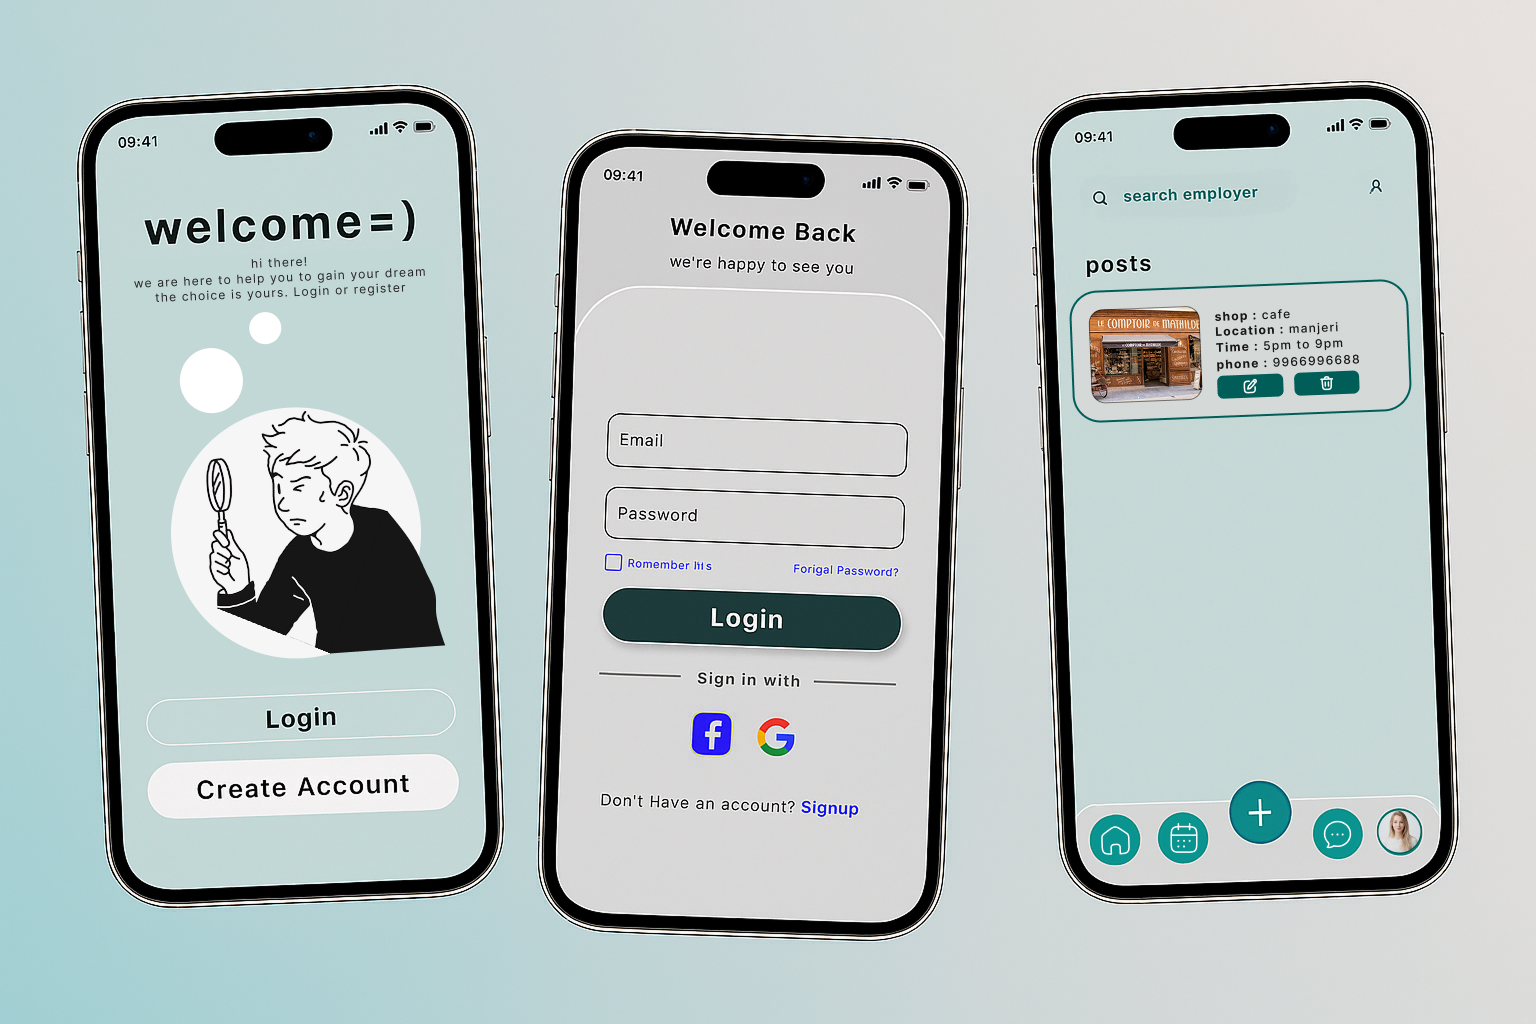 09:41
welcome=)
hi there!
we are here to help you to gain your dream
the choice is yours. Login or register
Login
Create Account
09:41
Welcome Back
we're happy to see you
Email
Password
Romember
Forigal Password?
Login
Sign in with
Don't Have an account? Signup
09:41
search employer
posts
LE COMPTOIR DE MATHILDE
shop : cafe
Location : manjeri
Time : 5pm to 9pm
phone : 9966996688